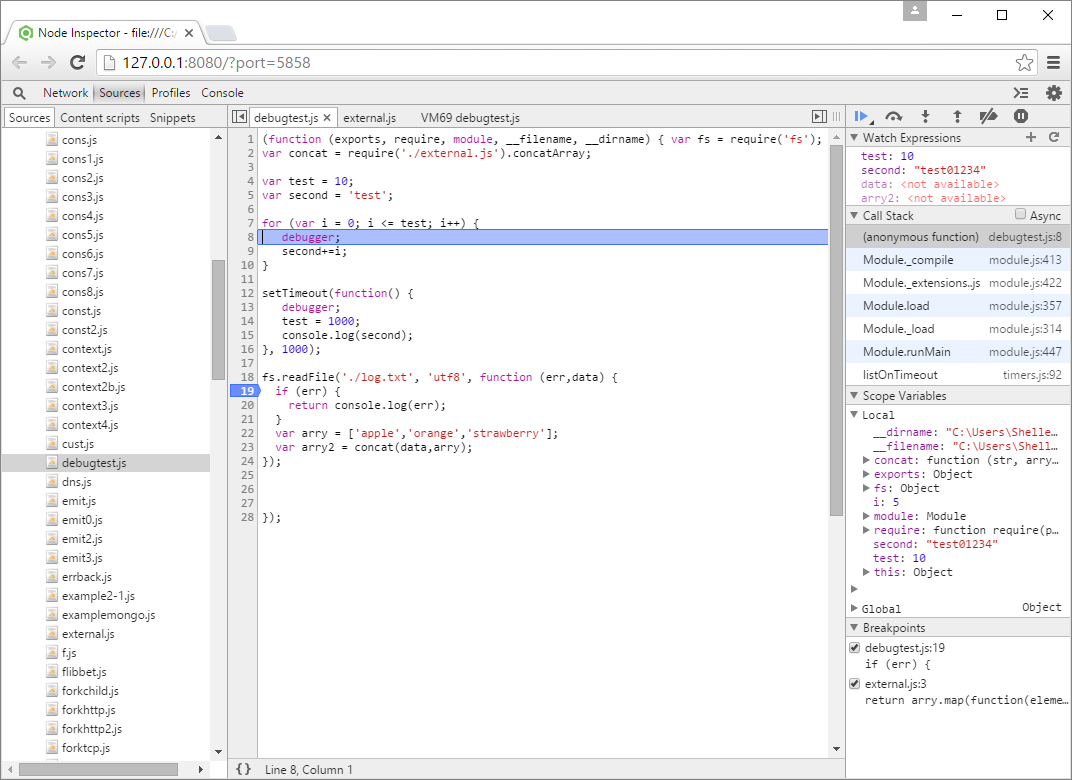 Node Inspector - file:///C:/
127.0.0.1:8080/?port=5858
Network Sources Profiles Console
Sources Content scripts Snippets
cons.js
cons1.js
cons2.js
cons3.js
cons4.js
cons5.js
cons6.js
cons7.js
cons8.js
const.js
const2.js
context.js
context2.js
context2b.js
context3.js
context4.js
cust.js
debugtest.js
dns.js
emit.js
emit0.js
emit2.js
emit3.js
errback.js
example2-1.js
examplemongo.js
external.js
f.js
flibbet.js
forkchild.js
forkhttp.js
forkhttp2.js
forktcp.js
debugtest.js × external.js VM69 debugtest.js
1 (function (exports, require, module, __filename, __dirname) { var fs = require('fs');
2 var concat = require('./external.js').concatArray;
3
4 var test = 10;
5 var second = 'test';
6
7 for (var i = 0; i <= test; i++) {
8 debugger;
9 second+=i;
10 }
11
12 setTimeout(function() {
13 debugger;
14 test = 1000;
15 console.log(second);
16 }, 1000);
17
18 fs.readFile('./log.txt', 'utf8', function (err,data) {
19 if (err) {
20 return console.log(err);
21 }
22 var arry = ['apple','orange','strawberry'];
23 var arry2 = concat(data,arry);
24 });
25
26
27
28 });
{} Line 8, Column 1
Watch Expressions
test: 10
second: "test01234"
data: <not available>
arry2: <not available>
Call Stack Async
(anonymous function) debugtest.js:8
Module._compile module.js:413
Module._extensions..js module.js:422
Module.load module.js:357
Module._load module.js:314
Module.runMain module.js:447
listOnTimeout timers.js:92
Scope Variables
Local
__dirname: "C:\Users\Shelle…
__filename: "C:\Users\Shell…
concat: function (str, arry…
exports: Object
fs: Object
i: 5
module: Module
require: function require(p…
second: "test01234"
test: 10
this: Object
Global Object
Breakpoints
debugtest.js:19
if (err) {
external.js:3
return arry.map(function(eleme…